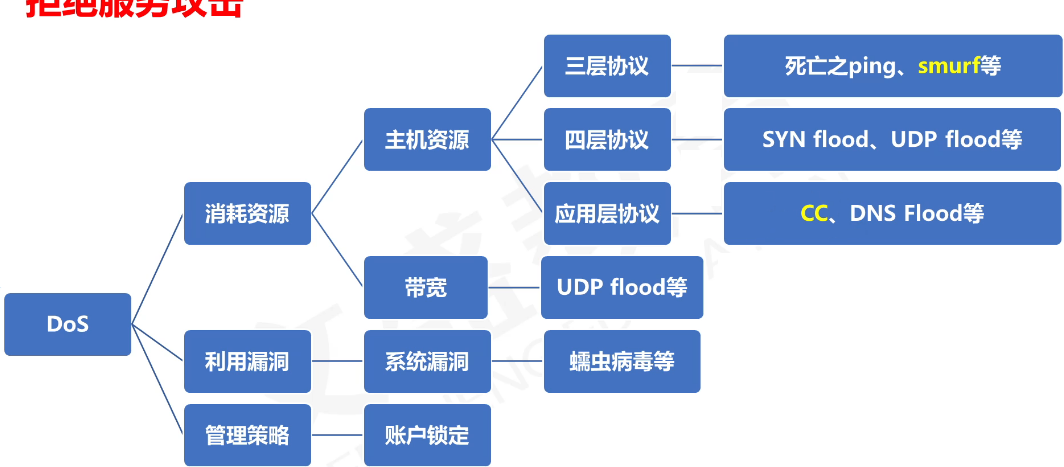 拒绝服务攻击
三层协议
死亡之ping、smurf等
主机资源
四层协议
SYN flood、UDP flood等
消耗资源
应用层协议
CC、DNS Flood等
带宽
UDP flood等
DoS
利用漏洞
系统漏洞
蠕虫病毒等
管理策略
账户锁定